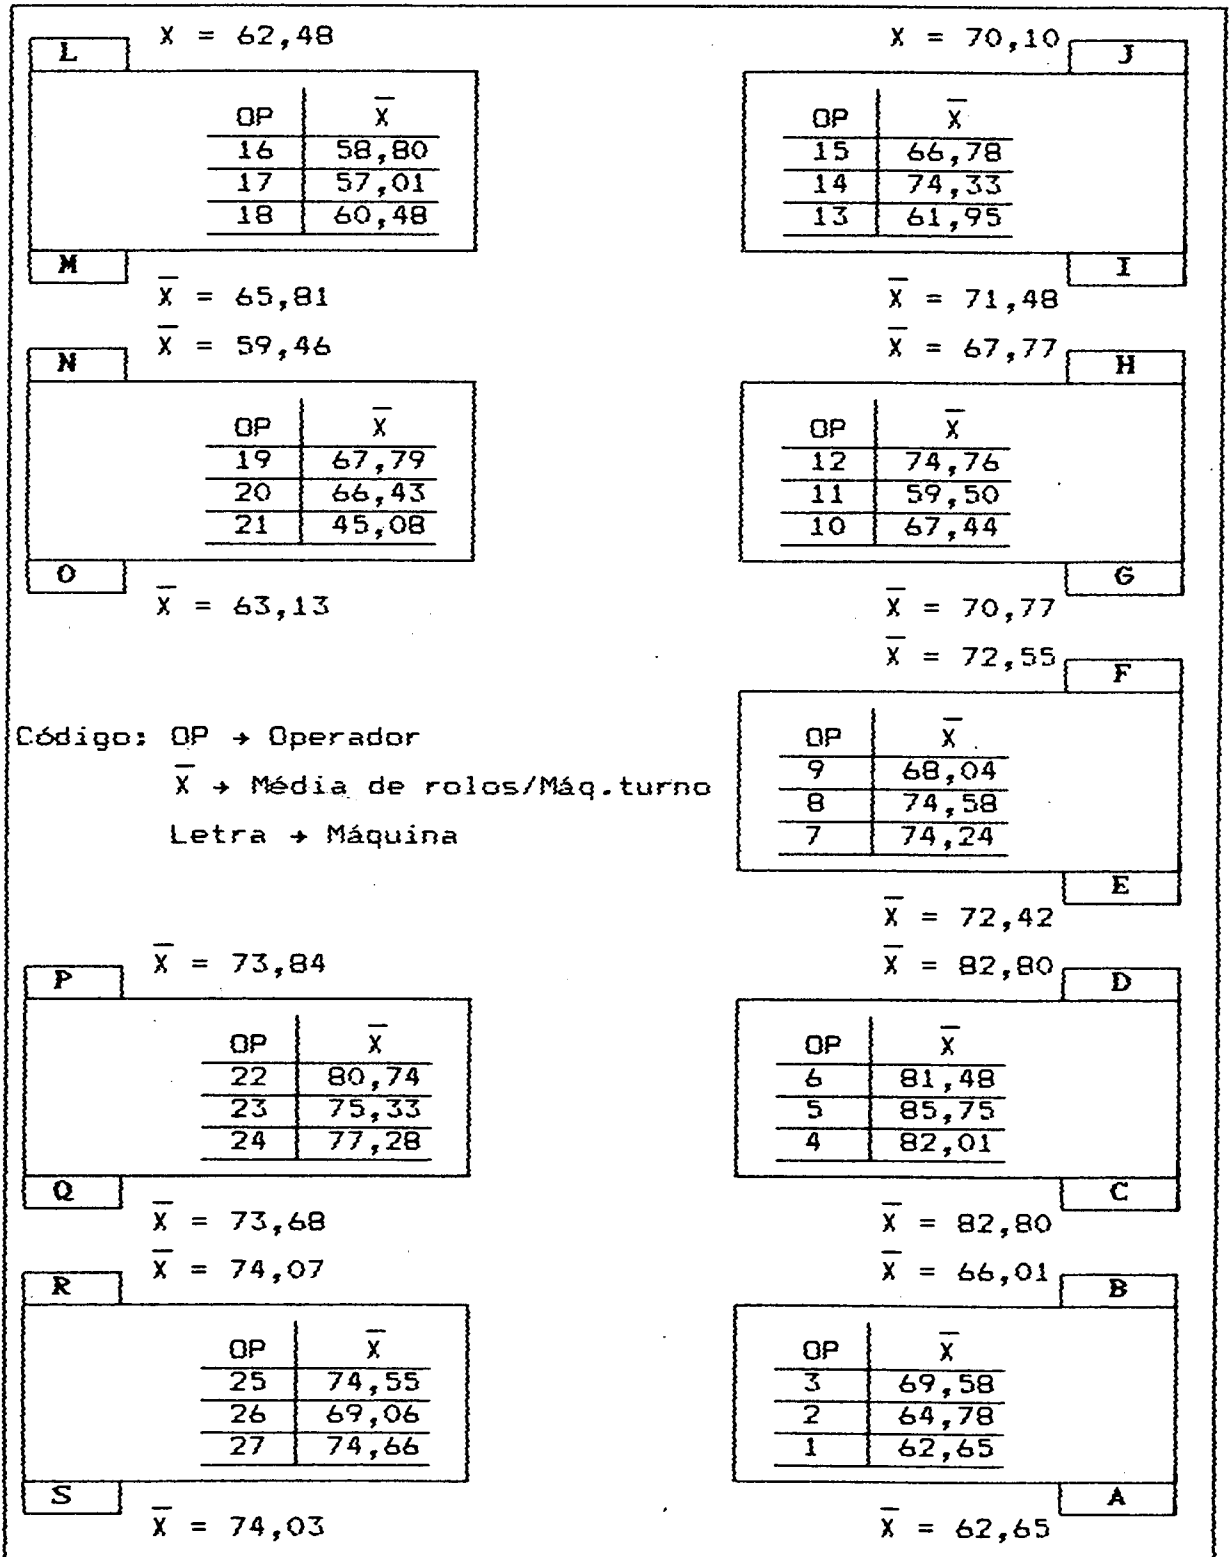 X = 62,48
L
OP X̄
16 58,80
17 57,01
18 60,48
M
X̄ = 65,81
X̄ = 59,46
N
OP X̄
19 67,79
20 66,43
21 45,08
O
X̄ = 63,13
Código: OP → Operador
X̄ → Média de rolos/Máq.turno
Letra → Máquina
X̄ = 73,84
P
OP X̄
22 80,74
23 75,33
24 77,28
Q
X̄ = 73,68
X̄ = 74,07
R
OP X̄
25 74,55
26 69,06
27 74,66
S
X̄ = 74,03
X = 70,10
J
OP X̄
15 66,78
14 74,33
13 61,95
I
X̄ = 71,48
X̄ = 67,77
H
OP X̄
12 74,76
11 59,50
10 67,44
G
X̄ = 70,77
X̄ = 72,55
F
OP X̄
9 68,04
8 74,58
7 74,24
E
X̄ = 72,42
X̄ = 82,80
D
OP X̄
6 81,48
5 85,75
4 82,01
C
X̄ = 82,80
X̄ = 66,01
B
OP X̄
3 69,58
2 64,78
1 62,65
A
X̄ = 62,65